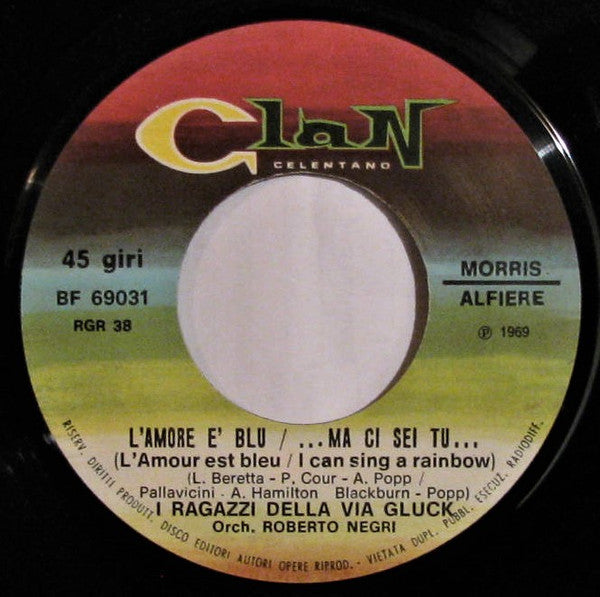 Clan
CELENTANO
45 giri
BF 69031
RGR 38
MORRIS
ALFIERE
℗ 1969
L'AMORE E' BLU / ...MA CI SEI TU...
(L'Amour est bleu / I can sing a rainbow)
(L. Beretta - P. Cour - A. Popp /
Pallavicini - A. Hamilton Blackburn - Popp)
I RAGAZZI DELLA VIA GLUCK
Orch. ROBERTO NEGRI
RISERV. DIRITTI PRODUTT. DISCO EDITORI AUTORI OPERE RIPROD. - VIETATA DUPL. PUBBL. ESECUZ. RADIODIFF.